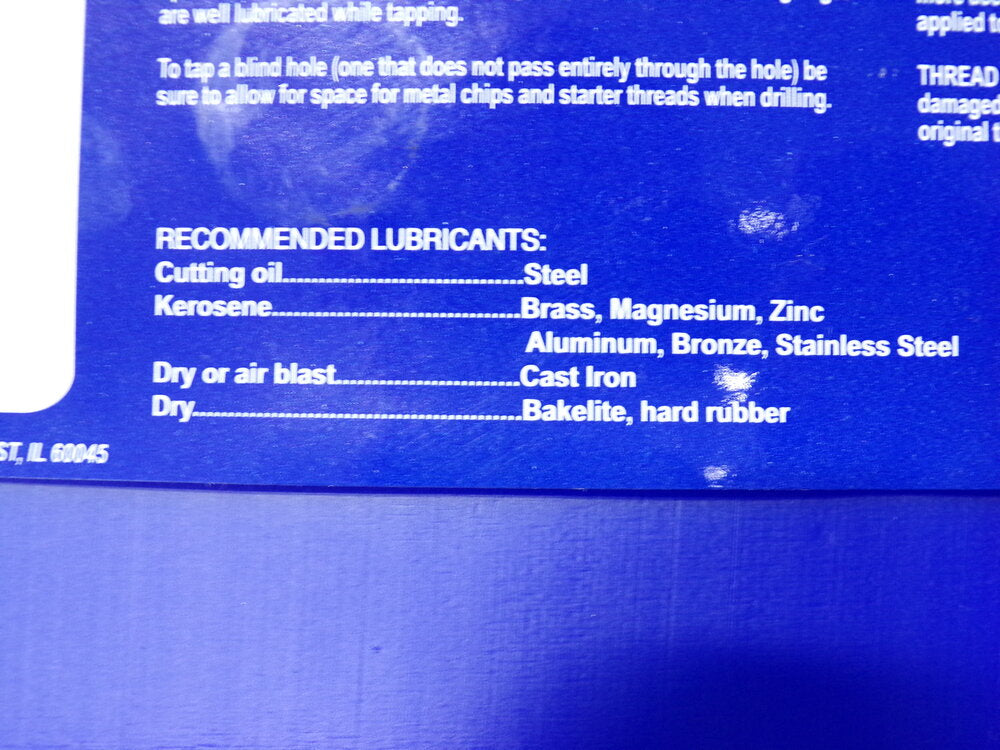 are well lubricated while tapping.
To tap a blind hole (one that does not pass entirely through the hole) be
sure to allow for space for metal chips and starter threads when drilling.
RECOMMENDED LUBRICANTS:
Cutting oil................................Steel
Kerosene..................................Brass, Magnesium, Zinc
Aluminum, Bronze, Stainless Steel
Dry or air blast.........................Cast Iron
Dry.............................................Bakelite, hard rubber
ST, IL 60045
applied
THREAD
damaged
original